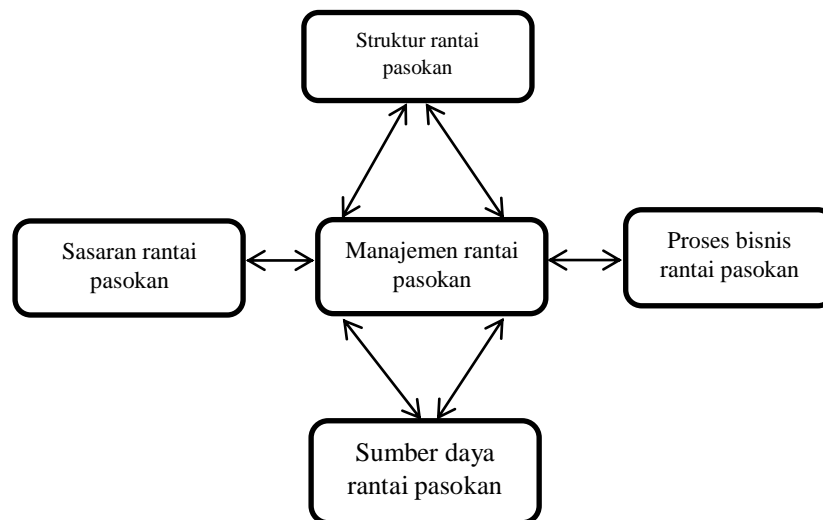 Struktur rantai
pasokan
Sasaran rantai
pasokan
Manajemen rantai
pasokan
Proses bisnis
rantai pasokan
Sumber daya
rantai pasokan